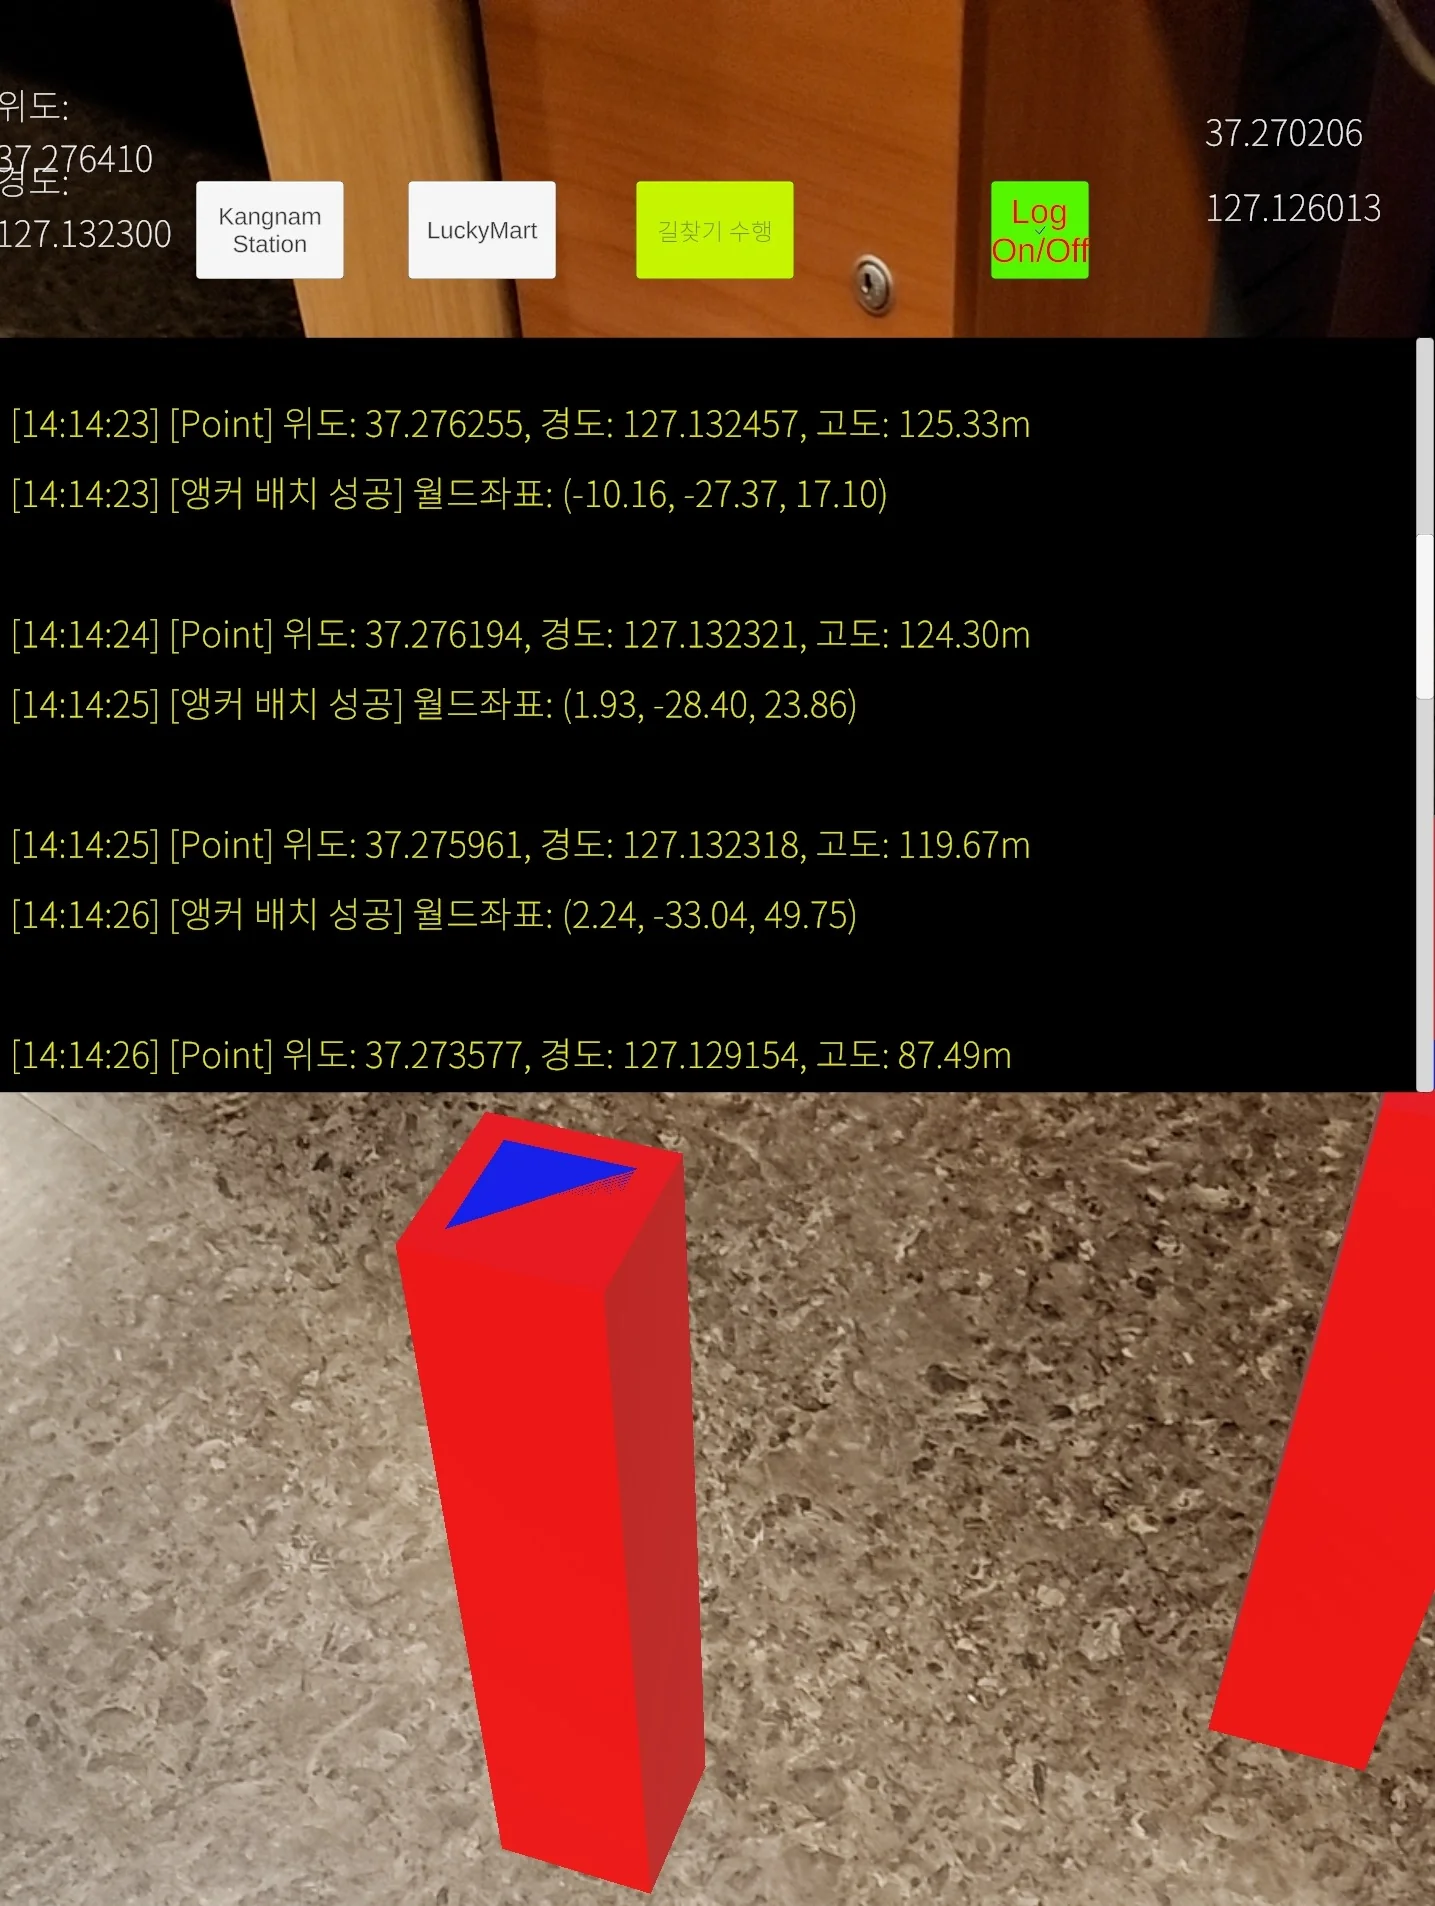 위도:
37.276410
경도:
127.132300
Kangnam
Station
LuckyMart
길찾기 수행
Log
On/Off
37.270206
127.126013
[14:14:23] [Point] 위도: 37.276255, 경도: 127.132457, 고도: 125.33m
[14:14:23] [앵커 배치 성공] 월드좌표: (-10.16, -27.37, 17.10)
[14:14:24] [Point] 위도: 37.276194, 경도: 127.132321, 고도: 124.30m
[14:14:25] [앵커 배치 성공] 월드좌표: (1.93, -28.40, 23.86)
[14:14:25] [Point] 위도: 37.275961, 경도: 127.132318, 고도: 119.67m
[14:14:26] [앵커 배치 성공] 월드좌표: (2.24, -33.04, 49.75)
[14:14:26] [Point] 위도: 37.273577, 경도: 127.129154, 고도: 87.49m